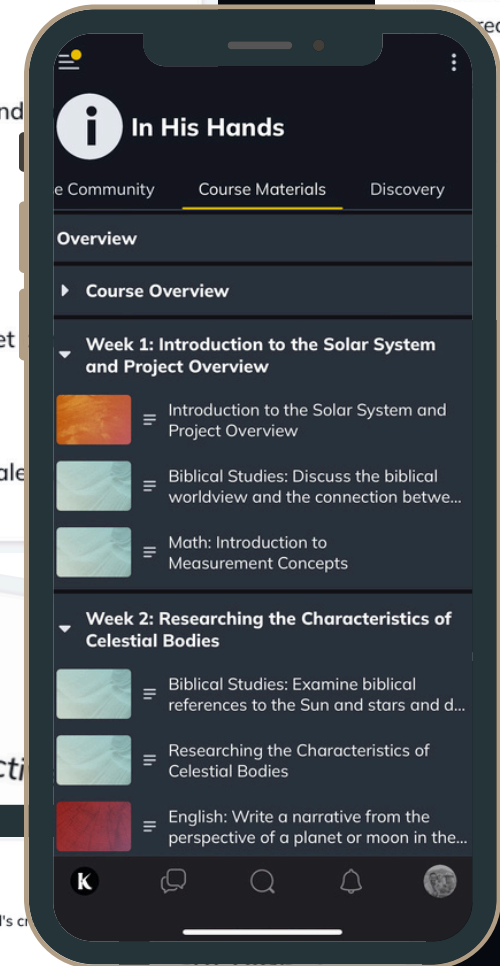 In His Hands
e Community
Course Materials
Discovery
Overview
Course Overview
Week 1: Introduction to the Solar System
and Project Overview
Introduction to the Solar System and
Project Overview
Biblical Studies: Discuss the biblical
worldview and the connection betwe...
Math: Introduction to
Measurement Concepts
Week 2: Researching the Characteristics of
Celestial Bodies
Biblical Studies: Examine biblical
references to the Sun and stars and d...
Researching the Characteristics of
Celestial Bodies
English: Write a narrative from the
perspective of a planet or moon in the...
K